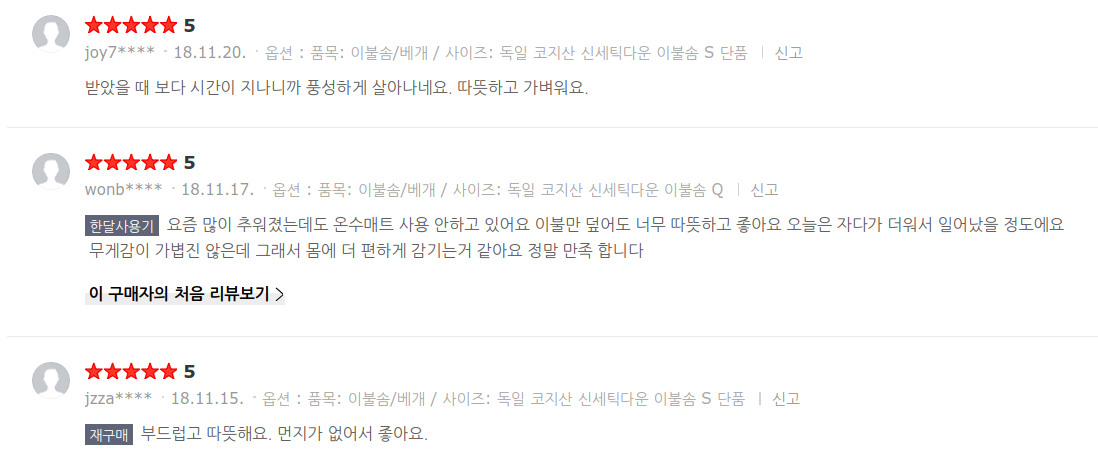 ★★★★★ 5
joy7**** · 18.11.20. · 옵션 : 품목: 이불솜/베개 / 사이즈: 독일 코지산 신세틱다운 이불솜 S 단품 | 신고
받았을 때 보다 시간이 지나니까 풍성하게 살아나네요. 따뜻하고 가벼워요.
★★★★★ 5
wonb**** · 18.11.17. · 옵션 : 품목: 이불솜/베개 / 사이즈: 독일 코지산 신세틱다운 이불솜 Q | 신고
한달사용기 요즘 많이 추워졌는데도 온수매트 사용 안하고 있어요 이불만 덮어도 너무 따뜻하고 좋아요 오늘은 자다가 더워서 일어났을 정도에요
무게감이 가볍진 않은데 그래서 몸에 더 편하게 감기는거 같아요 정말 만족 합니다
이 구매자의 처음 리뷰보기 >
★★★★★ 5
jzza**** · 18.11.15. · 옵션 : 품목: 이불솜/베개 / 사이즈: 독일 코지산 신세틱다운 이불솜 S 단품 | 신고
재구매 부드럽고 따뜻해요. 먼지가 없어서 좋아요.